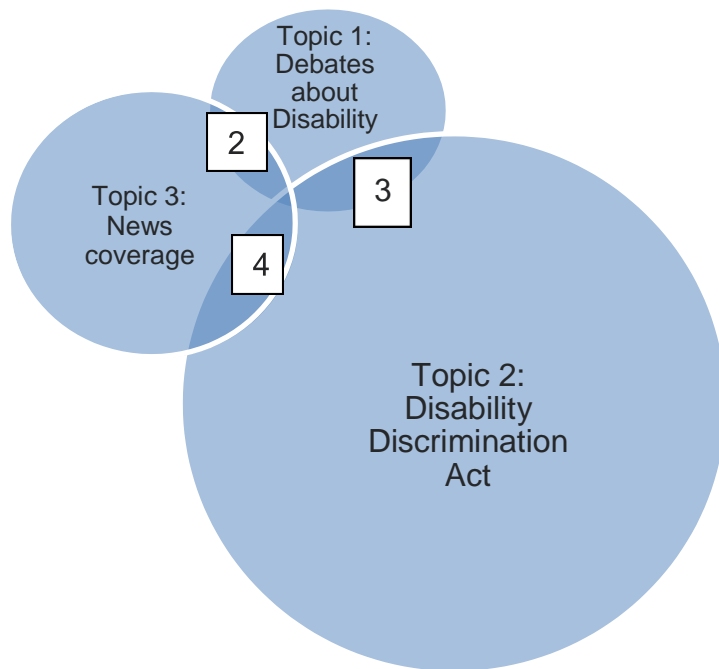 Topic 1:
Debates
about
Disability
2
3
Topic 3:
News
coverage
4
Topic 2:
Disability
Discrimination
Act